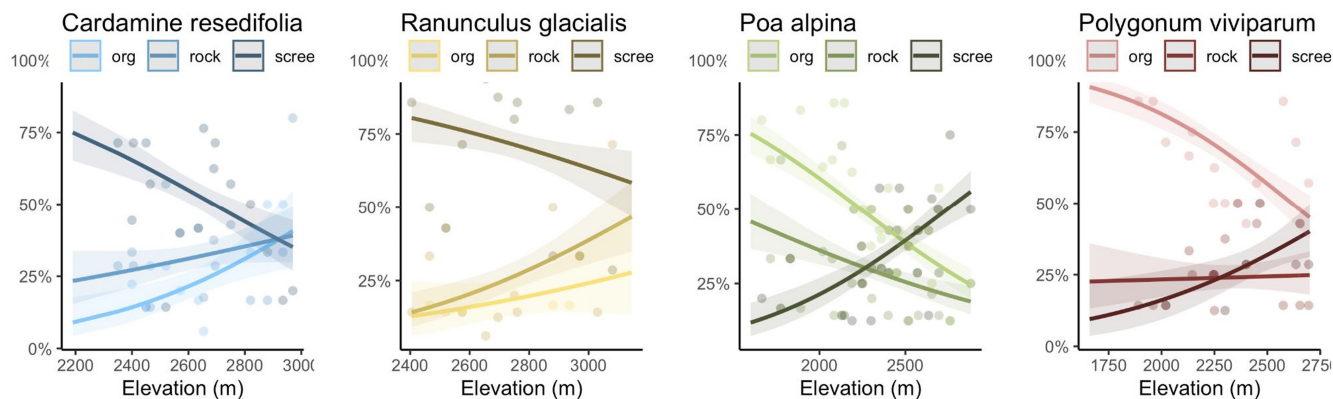 Cardamine resedifolia
org rock scree
100%
75%
50%
25%
0%
2200 2400 2600 2800 3000
Elevation (m)
Ranunculus glacialis
org rock scree
100%
75%
50%
25%
2400 2600 2800 3000
Elevation (m)
Poa alpina
org rock scree
100%
75%
50%
25%
2000 2500
Elevation (m)
Polygonum viviparum
org rock scree
100%
75%
50%
25%
0%
1750 2000 2250 2500 2750
Elevation (m)